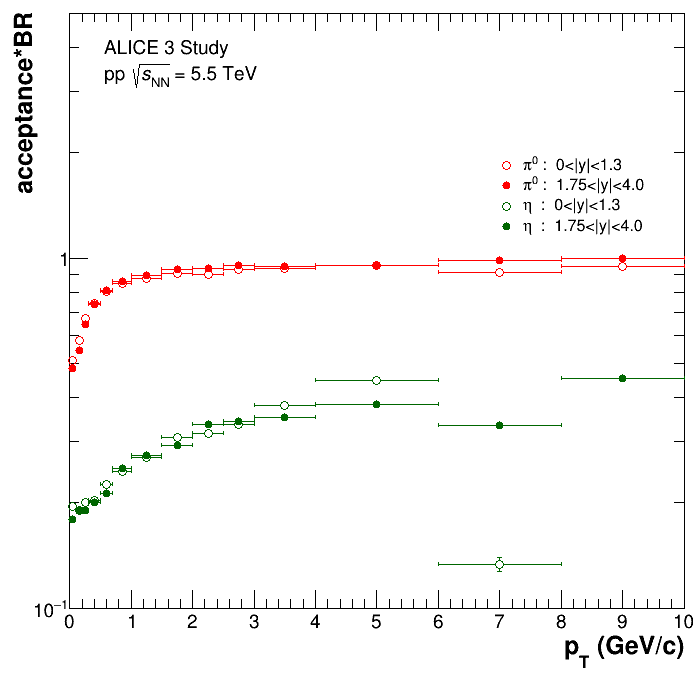 acceptance*BR
ALICE 3 Study
pp √s_NN = 5.5 TeV
π⁰ : 0<|y|<1.3
π⁰ : 1.75<|y|<4.0
η : 0<|y|<1.3
η : 1.75<|y|<4.0
1
10⁻¹
0 1 2 3 4 5 6 7 8 9 10
p_T (GeV/c)